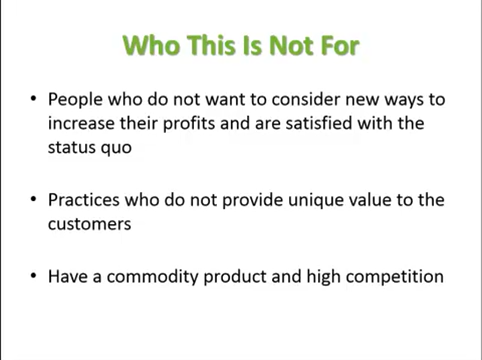 Who This Is Not For
• People who do not want to consider new ways to
increase their profits and are satisfied with the
status quo
• Practices who do not provide unique value to the
customers
• Have a commodity product and high competition